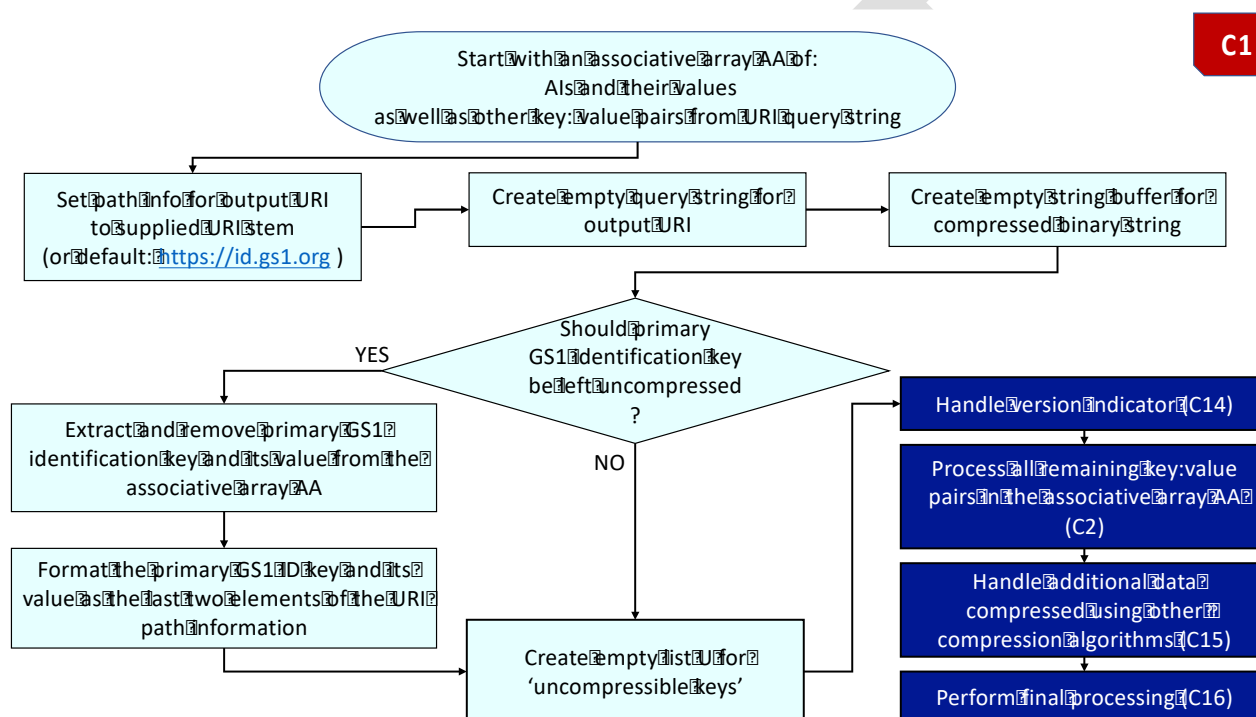 C1
Start with an associative array AA of:
AIs and their values
as well as other key: value pairs from URI query string
Set path info for output URI
to supplied URI stem
(or default: https://id.gs1.org )
Create empty query string for
output URI
Create empty string buffer for
compressed binary string
Should primary
GS1 identification key
be left uncompressed
?
YES
NO
Extract and remove primary GS1
identification key and its value from the
associative array AA
Format the primary GS1 ID key and its
value as the last two elements of the URI
path information
Create empty list U for
‘uncompressible keys’
Handle version indicator (C14)
Process all remaining key:value
pairs in the associative array AA
(C2)
Handle additional data
compressed using other
compression algorithms (C15)
Perform final processing (C16)